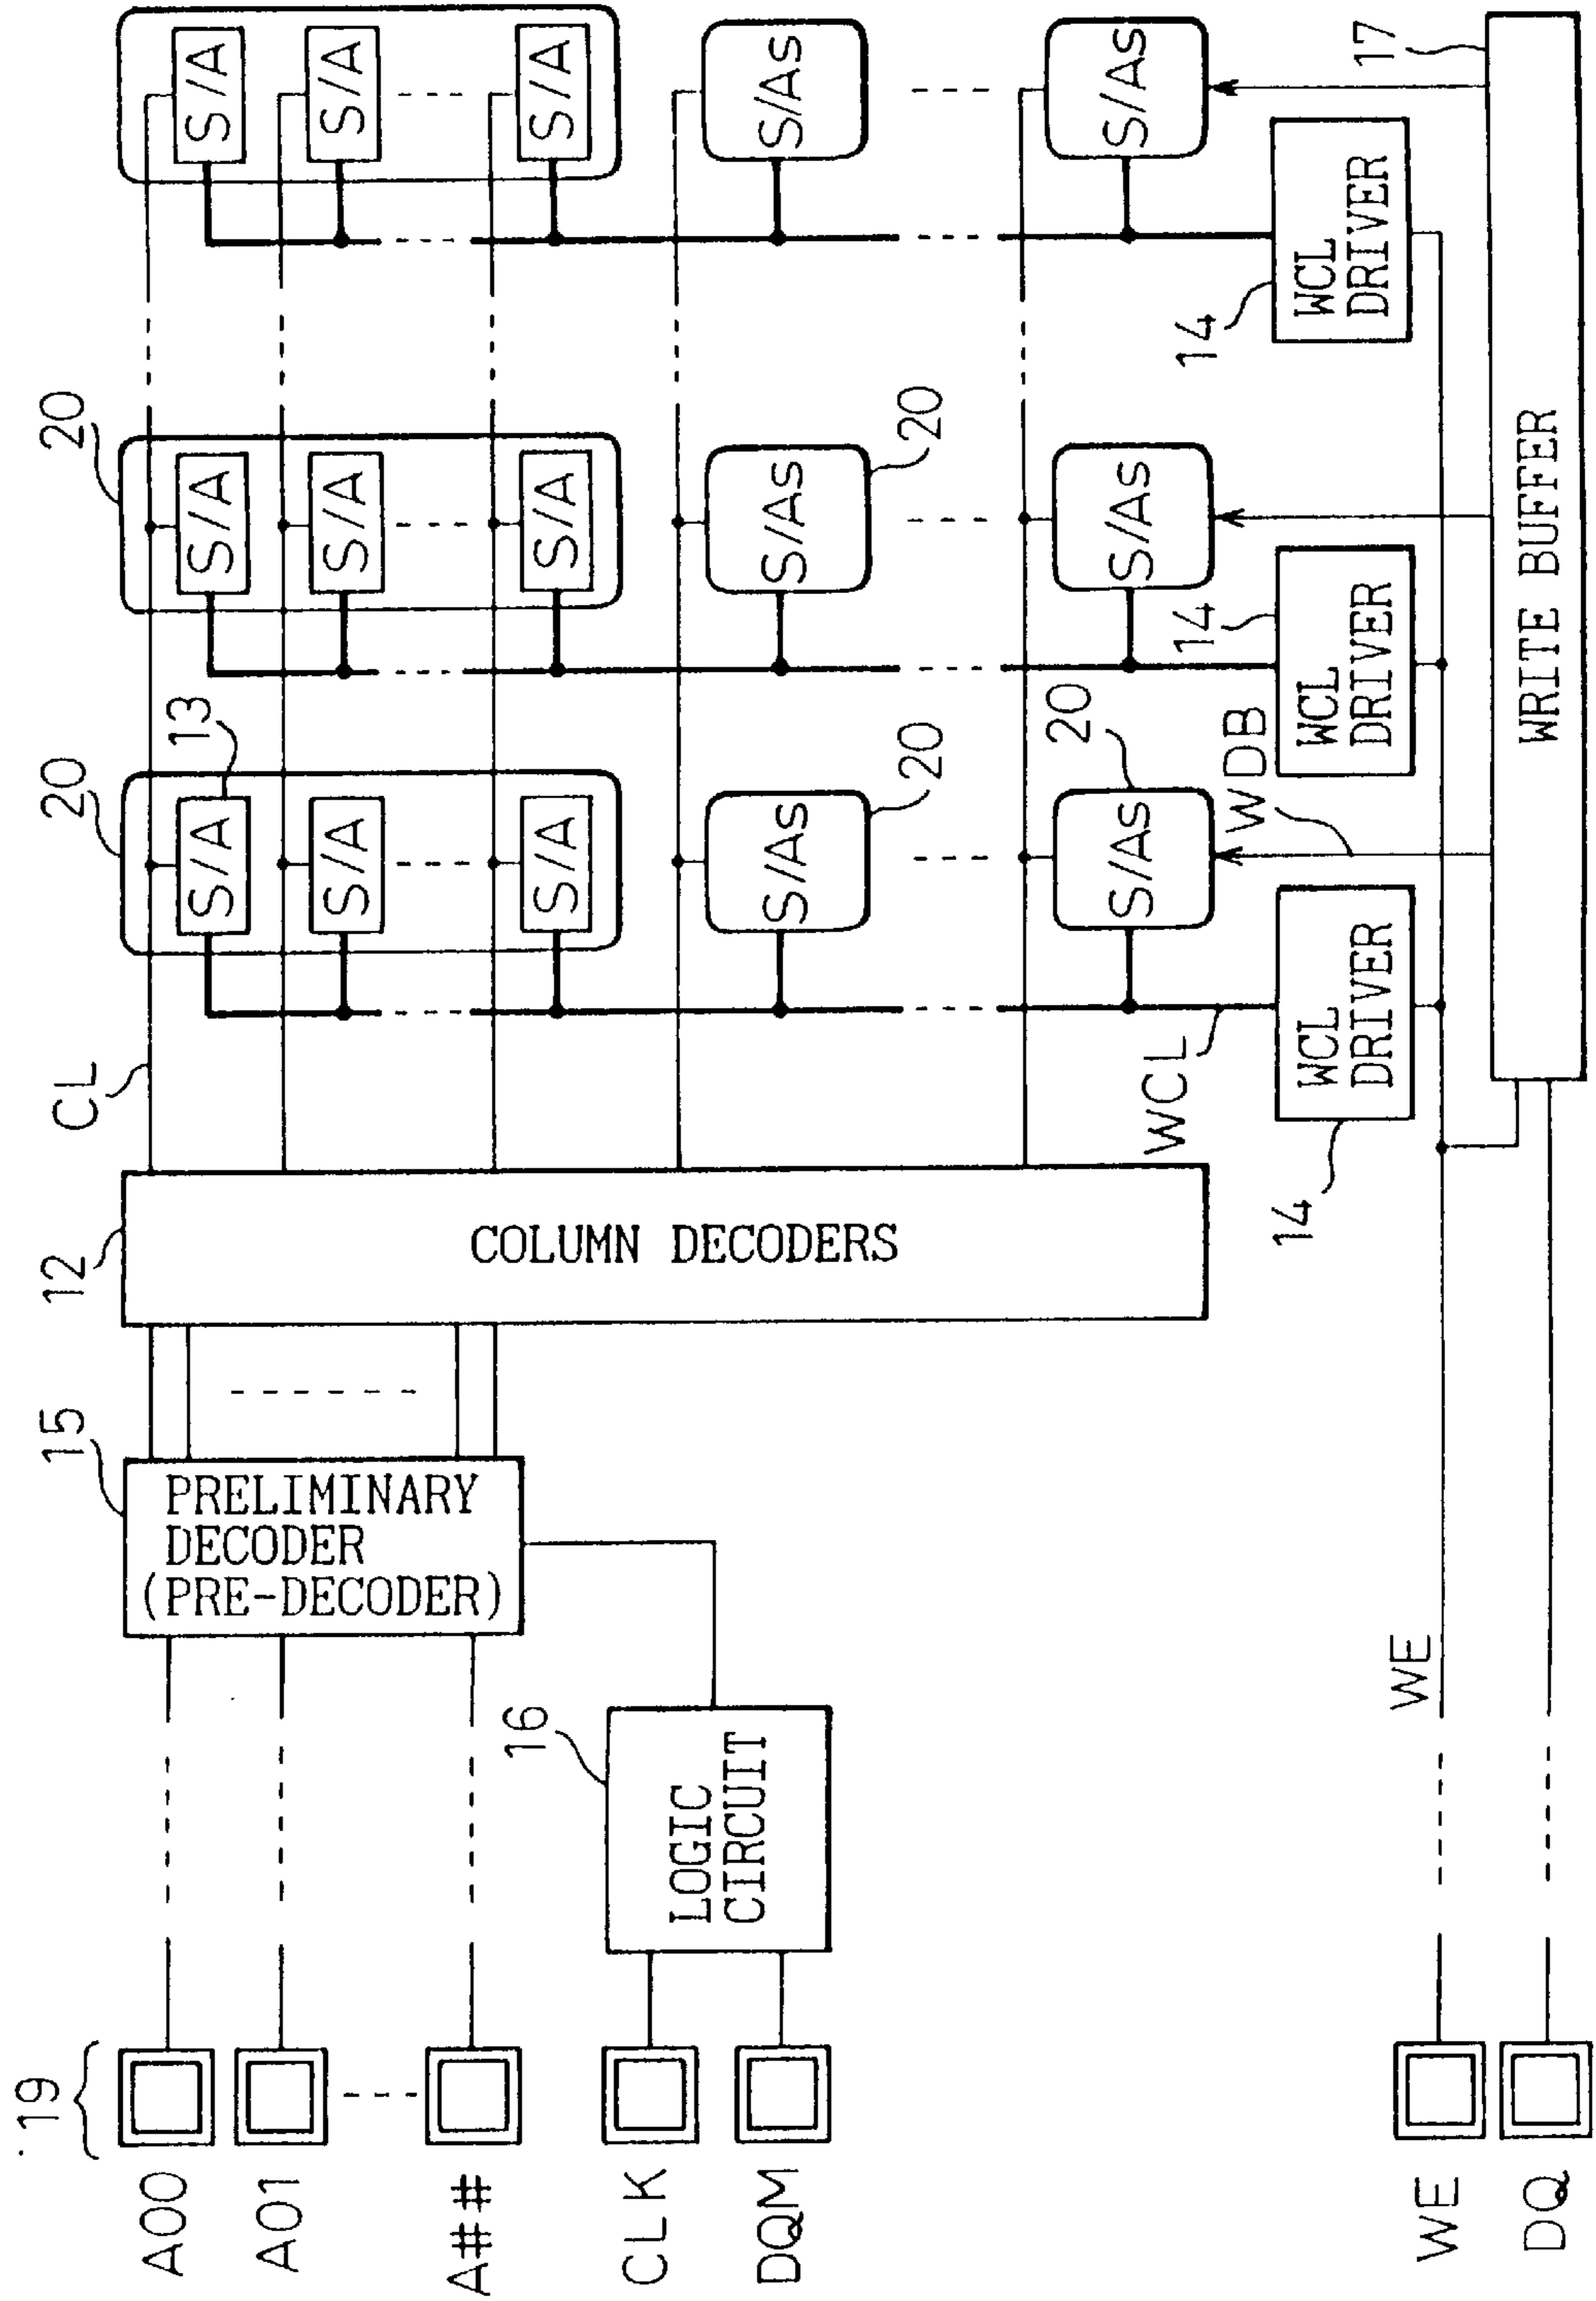 19
A00
A01
A##
CLK
DQM
WE
DQ
15
PRELIMINARY
DECODER
(PRE-DECODER)
16
LOGIC
CIRCUIT
WE
12
COLUMN DECODERS
CL
WCL
20
13
S/A
S/A
S/A
S/As
20
S/As
20
WDB
14
WCL
DRIVER
20
S/A
S/A
S/A
S/As
20
S/As
14
WCL
DRIVER
S/A
S/A
S/A
S/As
S/As
14
WCL
DRIVER
17
WRITE BUFFER